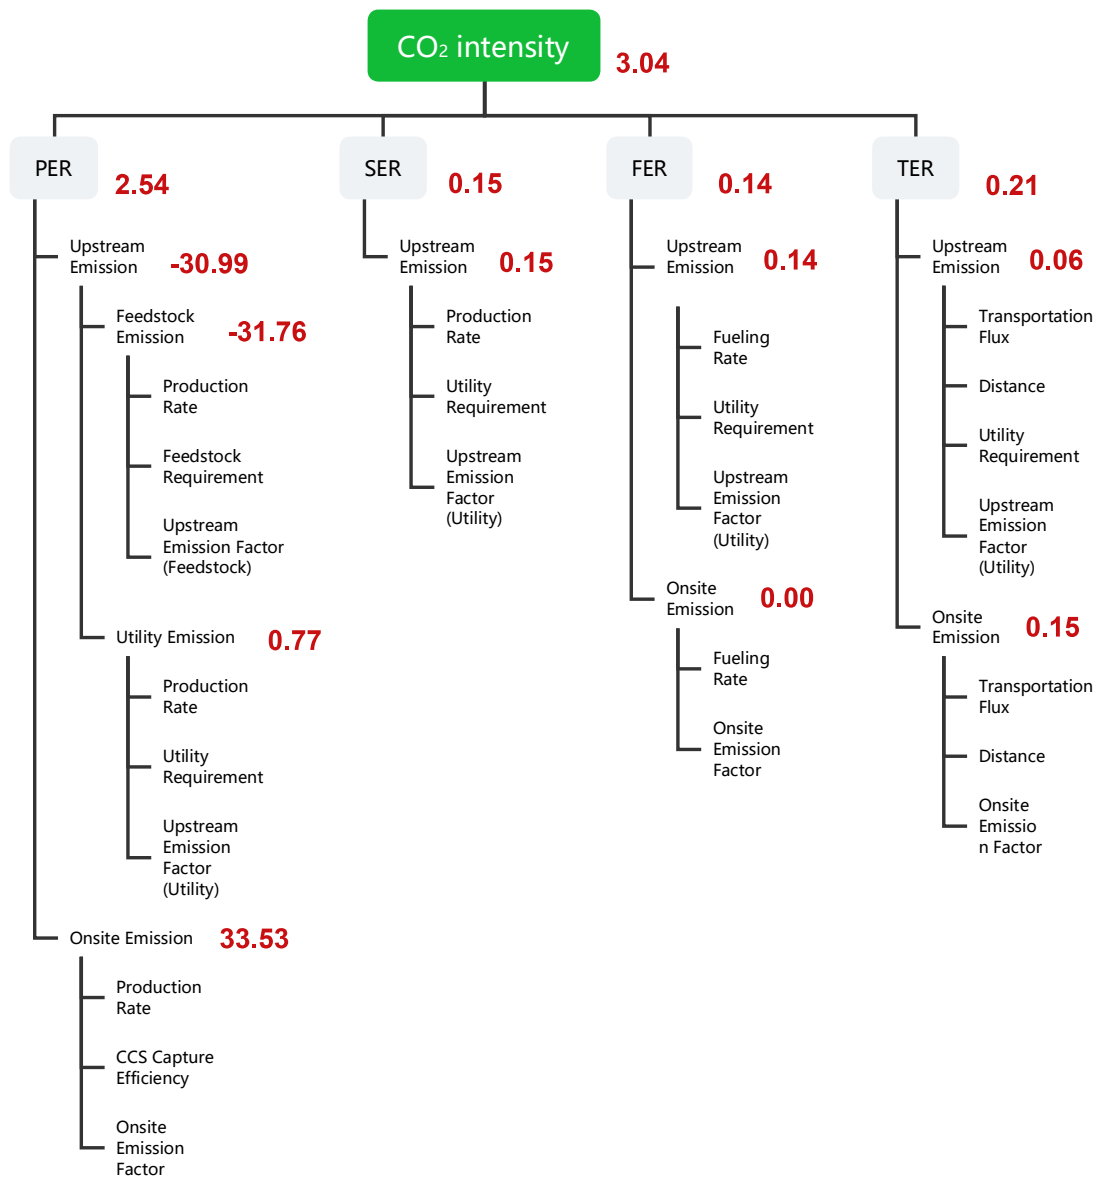 CO₂ intensity
3.04
PER
2.54
SER
0.15
FER
0.14
TER
0.21
Upstream
Emission
-30.99
Feedstock
Emission
-31.76
Production
Rate
Feedstock
Requirement
Upstream
Emission Factor
(Feedstock)
Utility Emission
0.77
Production
Rate
Utility
Requirement
Upstream
Emission
Factor
(Utility)
Onsite Emission
33.53
Production
Rate
CCS Capture
Efficiency
Onsite
Emission
Factor
Upstream
Emission
0.15
Production
Rate
Utility
Requirement
Upstream
Emission
Factor
(Utility)
Upstream
Emission
0.14
Fueling
Rate
Utility
Requirement
Upstream
Emission
Factor
(Utility)
Onsite
Emission
0.00
Fueling
Rate
Onsite
Emission
Factor
Upstream
Emission
0.06
Transportation
Flux
Distance
Utility
Requirement
Upstream
Emission
Factor
(Utility)
Onsite
Emission
0.15
Transportation
Flux
Distance
Onsite
Emissio
n Factor